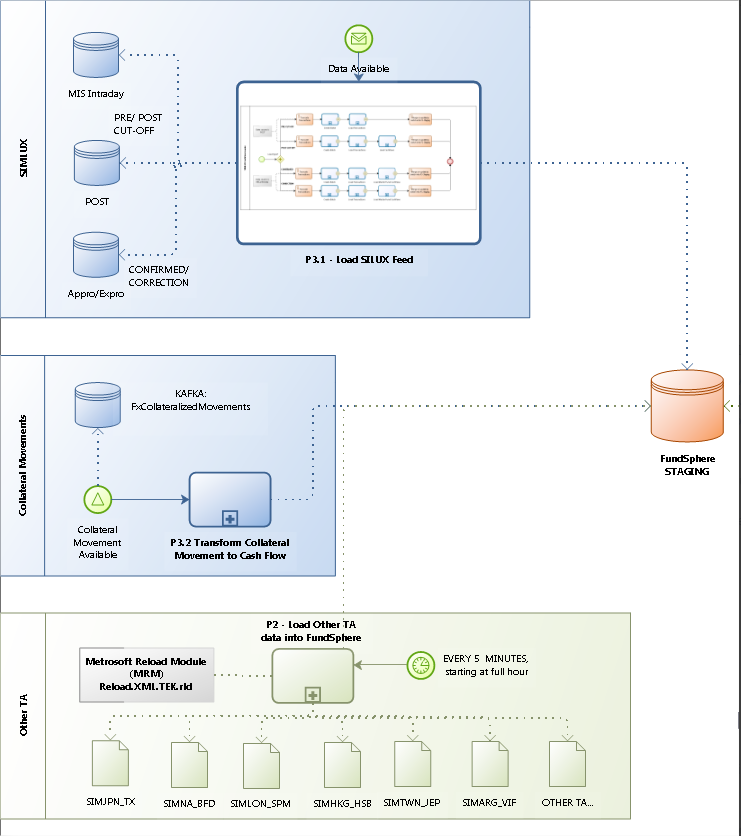 SIMLUX
MIS Intraday
PRE/ POST
CUT-OFF
POST
CONFIRMED/
CORRECTION
Appro/Expro
Data Available
P3.1 - Load SILUX Feed
Collateral Movements
KAFKA:
FxCollateralizedMovements
Collateral
Movement
Available
P3.2 Transform Collateral
Movement to Cash Flow
FundSphere
STAGING
Other TA
P2 - Load Other TA
data into FundSphere
Metrosoft Reload Module
(MRM)
Reload.XML.TEK.rld
EVERY 5 MINUTES,
starting at full hour
SIMJPN_TX
SIMNA_BFD
SIMLON_SPM
SIMHKG_HSB
SIMTWN_JEP
SIMARG_VIF
OTHER TA...